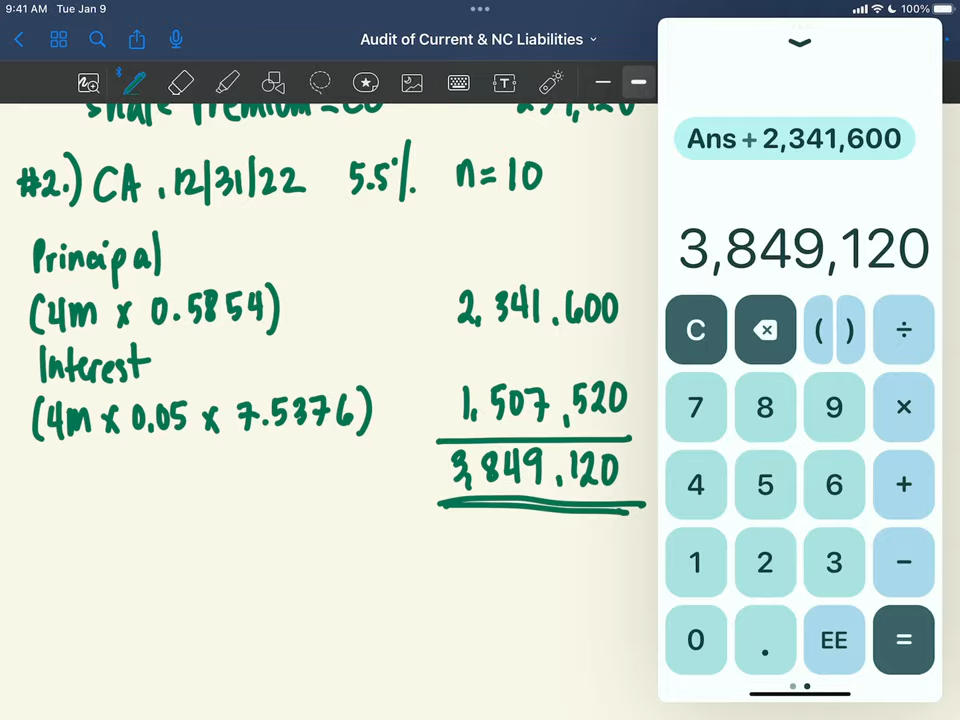 9:41 AM Tue Jan 9
100%
Audit of Current & NC Liabilities
Share Premium
#2.) CA, 12/31/22 5.5% n=10
Principal
(4m x 0.5854) 2,341,600
Interest
(4m x 0.05 x 7.5376) 1,507,520
3,849,120
Ans + 2,341,600
3,849,120
C ( ) ÷
7 8 9 ×
4 5 6 +
1 2 3 −
0 . EE =